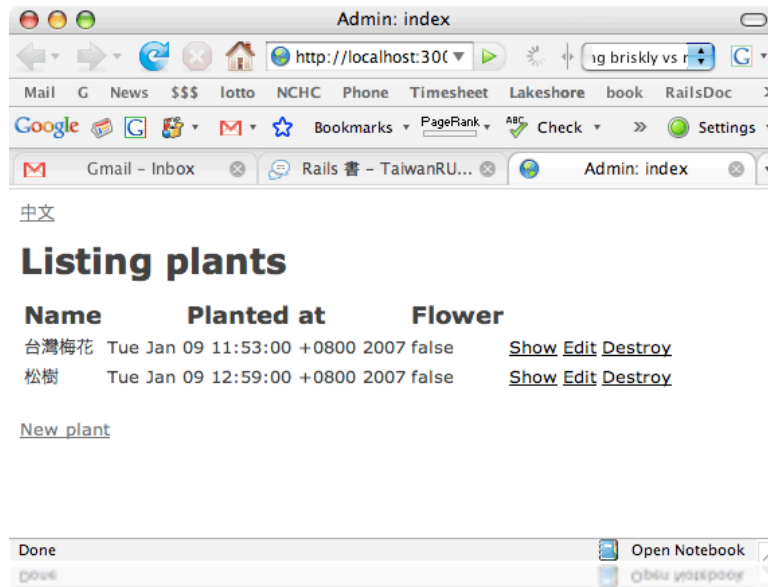 Admin: index
http://localhost:300
ng briskly vs r
G
Mail G News $$$ lotto NCHC Phone Timesheet Lakeshore book RailsDoc
Google G Bookmarks PageRank ABC Check » Settings
Gmail – Inbox Rails 書 – TaiwanRU... Admin: index
中文
Listing plants
Name Planted at Flower
台灣梅花 Tue Jan 09 11:53:00 +0800 2007 false Show Edit Destroy
松樹 Tue Jan 09 12:59:00 +0800 2007 false Show Edit Destroy
New plant
Done Open Notebook